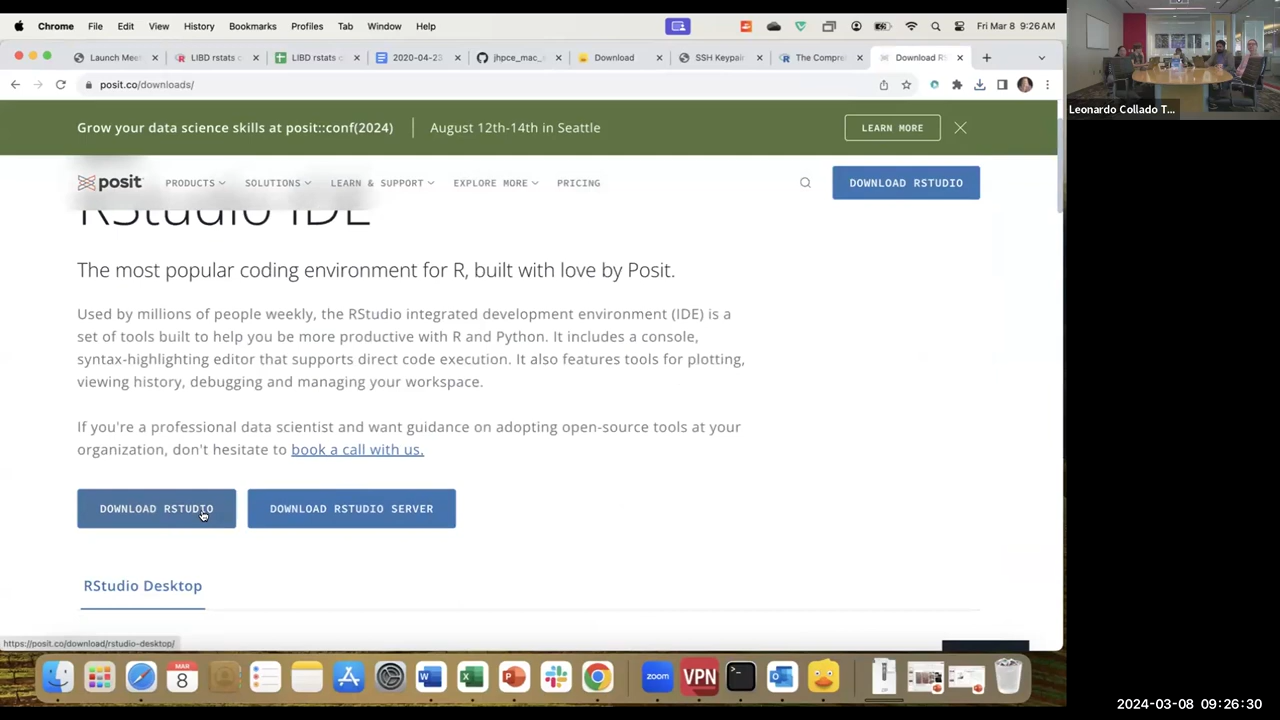 Chrome File Edit View History Bookmarks Profiles Tab Window Help Fri Mar 8 9:26 AM
Launch Mee LIBD rstats LIBD rstats 2020-04-23 jhpce_mac_ Download SSH Keypair The Compre Download RS
posit.co/downloads/
Grow your data science skills at posit::conf(2024) August 12th-14th in Seattle LEARN MORE
posit PRODUCTS SOLUTIONS LEARN & SUPPORT EXPLORE MORE PRICING DOWNLOAD RSTUDIO
RStudio IDE
The most popular coding environment for R, built with love by Posit.
Used by millions of people weekly, the RStudio integrated development environment (IDE) is a
set of tools built to help you be more productive with R and Python. It includes a console,
syntax-highlighting editor that supports direct code execution. It also features tools for plotting,
viewing history, debugging and managing your workspace.
If you're a professional data scientist and want guidance on adopting open-source tools at your
organization, don't hesitate to book a call with us.
DOWNLOAD RSTUDIO DOWNLOAD RSTUDIO SERVER
RStudio Desktop
https://posit.co/download/rstudio-desktop/
MAR
8
zoom
VPN
Leonardo Collado T...
2024-03-08 09:26:30